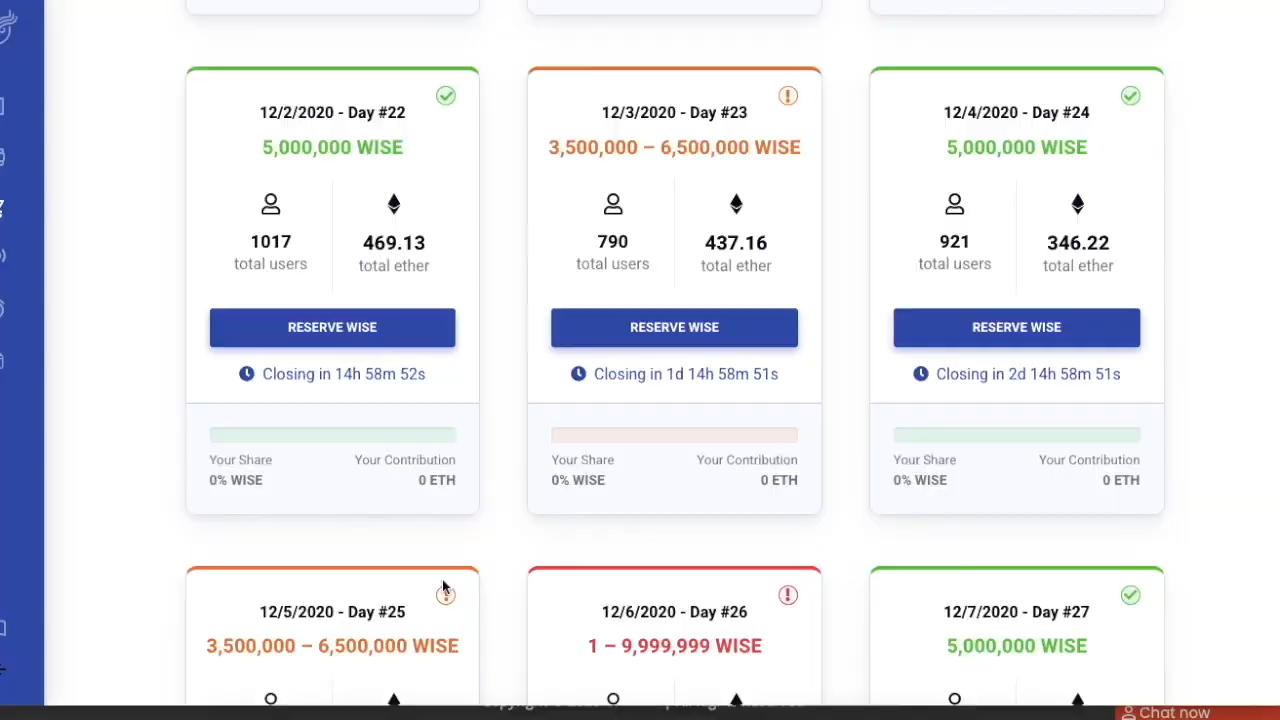 12/2/2020 - Day #22
5,000,000 WISE
1017
total users
469.13
total ether
RESERVE WISE
Closing in 14h 58m 52s
Your Share
Your Contribution
0% WISE
0 ETH
12/3/2020 - Day #23
3,500,000 – 6,500,000 WISE
790
total users
437.16
total ether
RESERVE WISE
Closing in 1d 14h 58m 51s
Your Share
Your Contribution
0% WISE
0 ETH
12/4/2020 - Day #24
5,000,000 WISE
921
total users
346.22
total ether
RESERVE WISE
Closing in 2d 14h 58m 51s
Your Share
Your Contribution
0% WISE
0 ETH
12/5/2020 - Day #25
3,500,000 – 6,500,000 WISE
12/6/2020 - Day #26
1 – 9,999,999 WISE
12/7/2020 - Day #27
5,000,000 WISE
Chat now